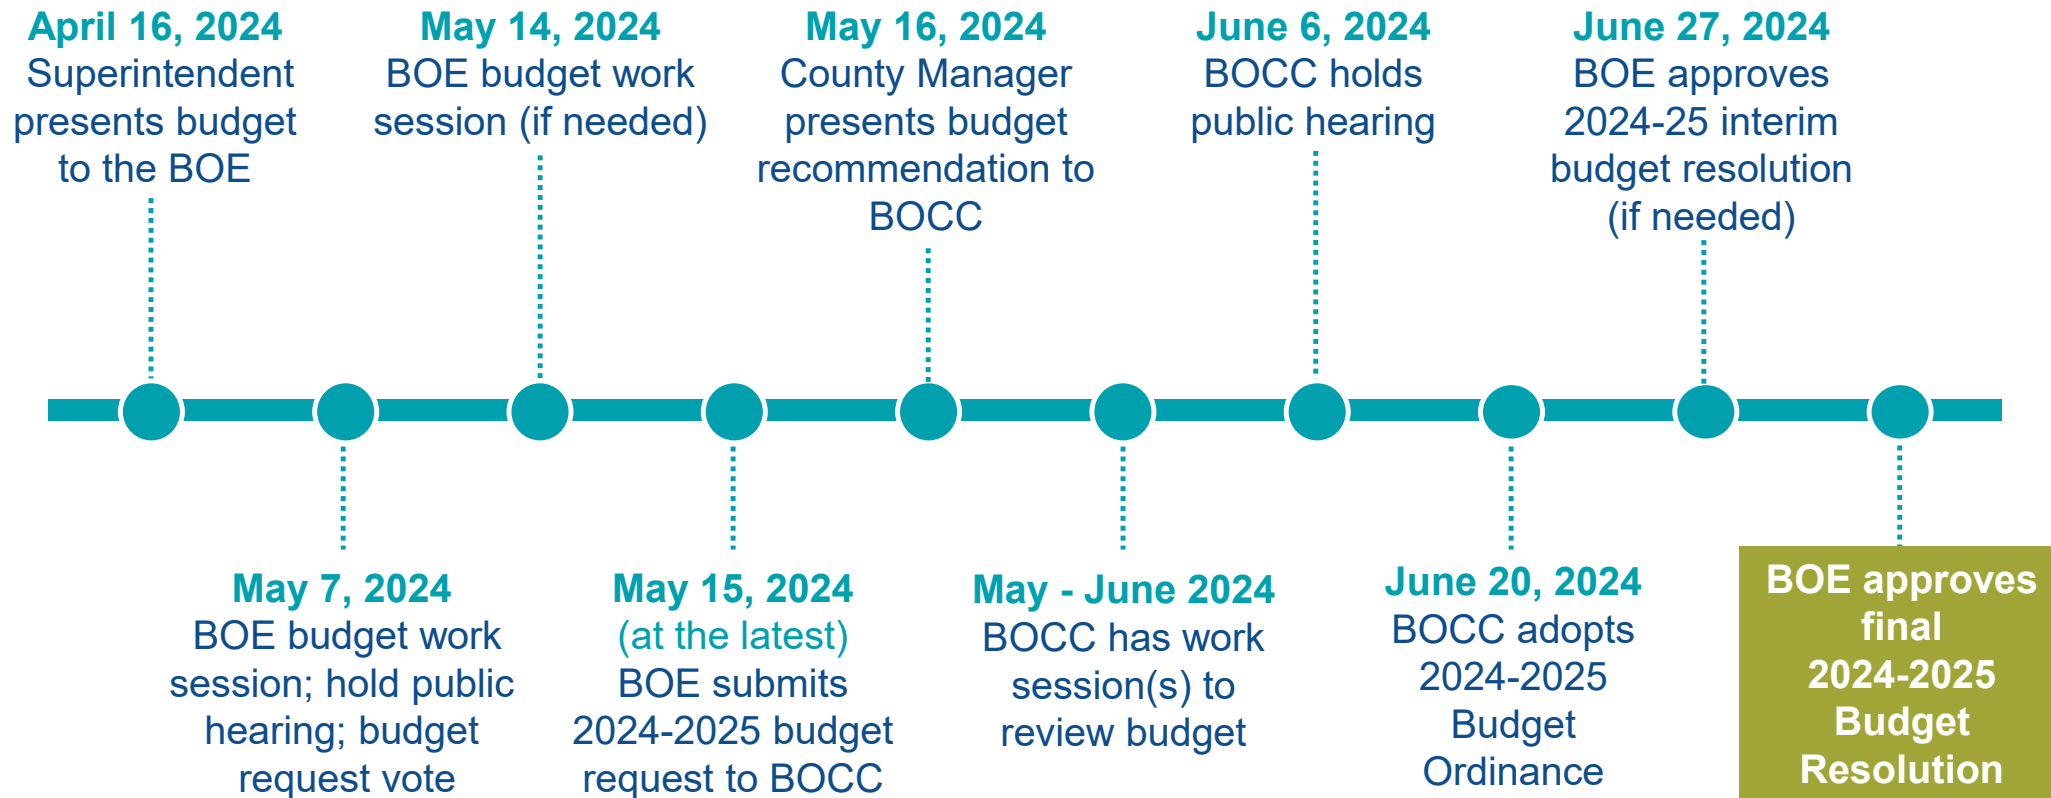 April 16, 2024
Superintendent
presents budget
to the BOE
May 7, 2024
BOE budget work
session; hold public
hearing; budget
request vote
May 14, 2024
BOE budget work
session (if needed)
May 15, 2024
(at the latest)
BOE submits
2024-2025 budget
request to BOCC
May 16, 2024
County Manager
presents budget
recommendation to
BOCC
May - June 2024
BOCC has work
session(s) to
review budget
June 6, 2024
BOCC holds
public hearing
June 20, 2024
BOCC adopts
2024-2025
Budget
Ordinance
June 27, 2024
BOE approves
2024-25 interim
budget resolution
(if needed)
BOE approves
final
2024-2025
Budget
Resolution